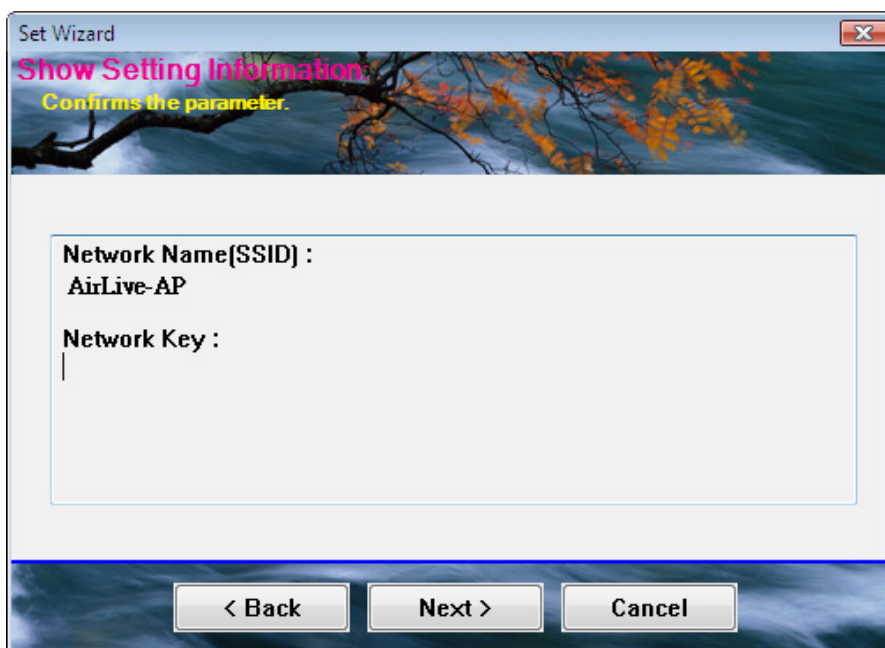 Set Wizard
Show Setting Information:
Confirms the parameter.
Network Name(SSID) :
AirLive-AP
Network Key :
< Back
Next >
Cancel